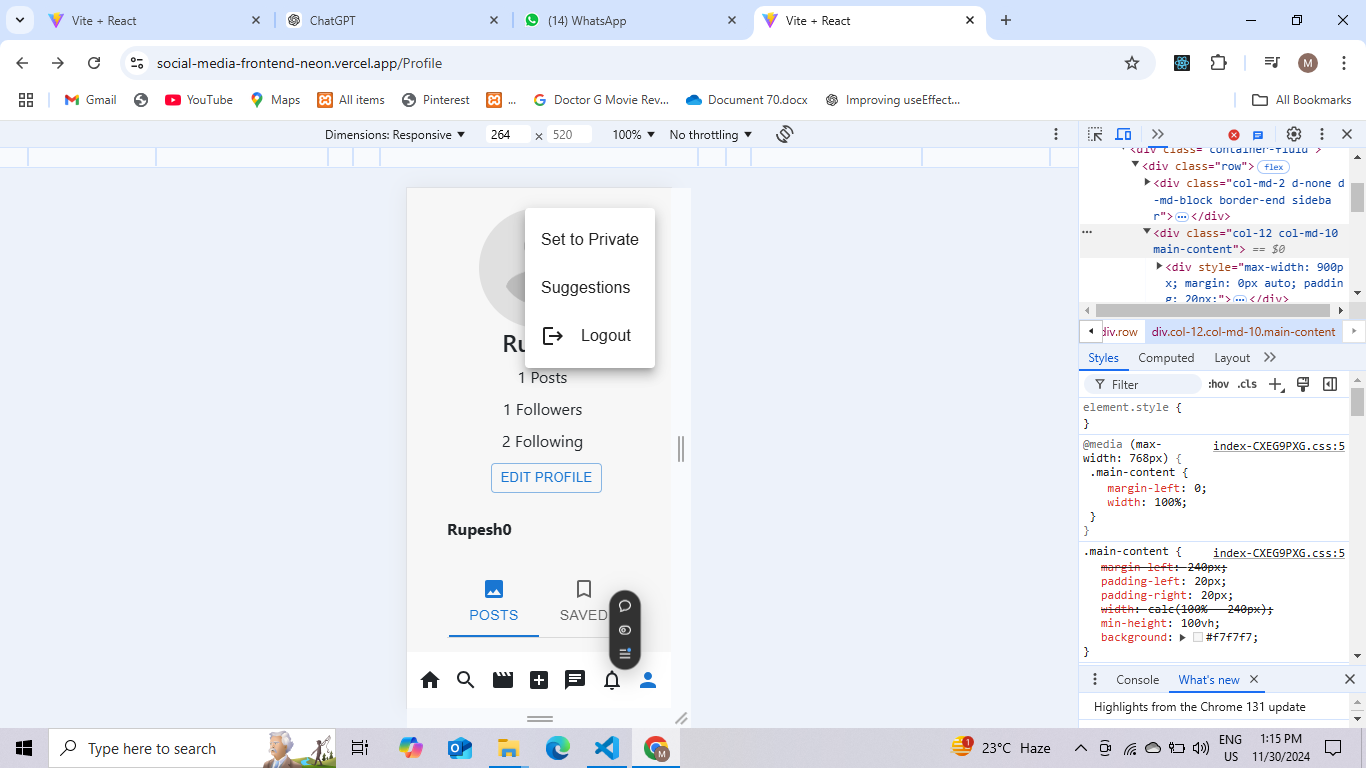 Vite + React
ChatGPT
(14) WhatsApp
Vite + React
social-media-frontend-neon.vercel.app/Profile
M
Gmail
YouTube
Maps
All items
Pinterest
...
Doctor G Movie Rev...
Document 70.docx
Improving useEffect...
All Bookmarks
Dimensions: Responsive
264
×
520
100%
No throttling
Set to Private
Suggestions
Logout
Ru
1 Posts
1 Followers
2 Following
EDIT PROFILE
Rupesh0
POSTS
SAVED
<div class="container-fluid">
<div class="row"> flex
<div class="col-md-2 d-none d
-md-block border-end sideba
r"> ••• </div>
<div class="col-12 col-md-10
main-content"> == $0
<div style="max-width: 900p
x; margin: 0px auto; paddin
g: 20px;"> ••• </div>
div.row
div.col-12.col-md-10.main-content
Styles
Computed
Layout
Filter
:hov
.cls
element.style {
}
@media (max-
width: 768px) {
index-CXEG9PXG.css:5
.main-content {
margin-left: 0;
width: 100%;
}
}
.main-content {
index-CXEG9PXG.css:5
margin-left: 240px;
padding-left: 20px;
padding-right: 20px;
width: calc(100% - 240px);
min-height: 100vh;
background: #f7f7f7;
}
Console
What's new
Highlights from the Chrome 131 update
Type here to search
M
1
23°C Haze
ENG
US
1:15 PM
11/30/2024